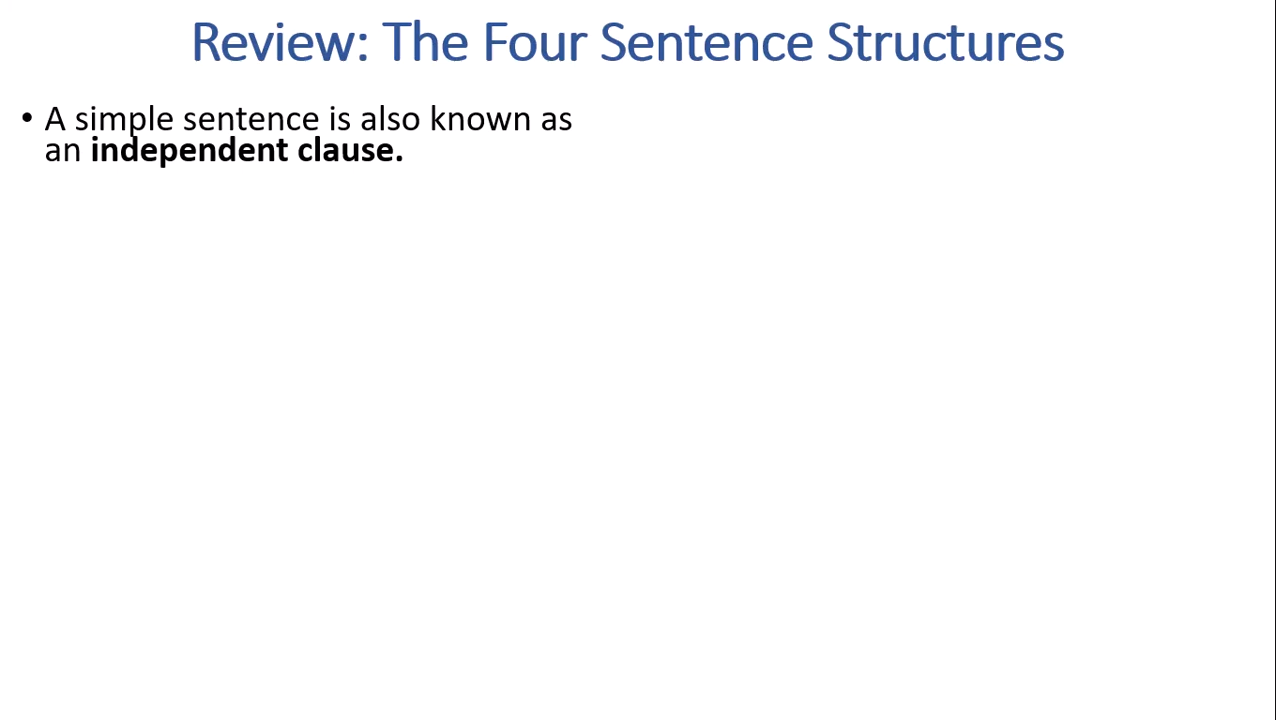 Review: The Four Sentence Structures
• A simple sentence is also known as
an independent clause.